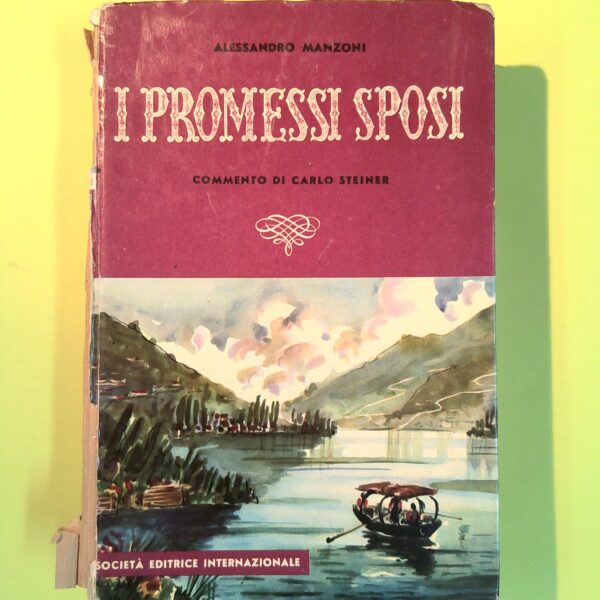 ALESSANDRO MANZONI
I PROMESSI SPOSI
COMMENTO DI CARLO STEINER
SOCIETÀ EDITRICE INTERNAZIONALE